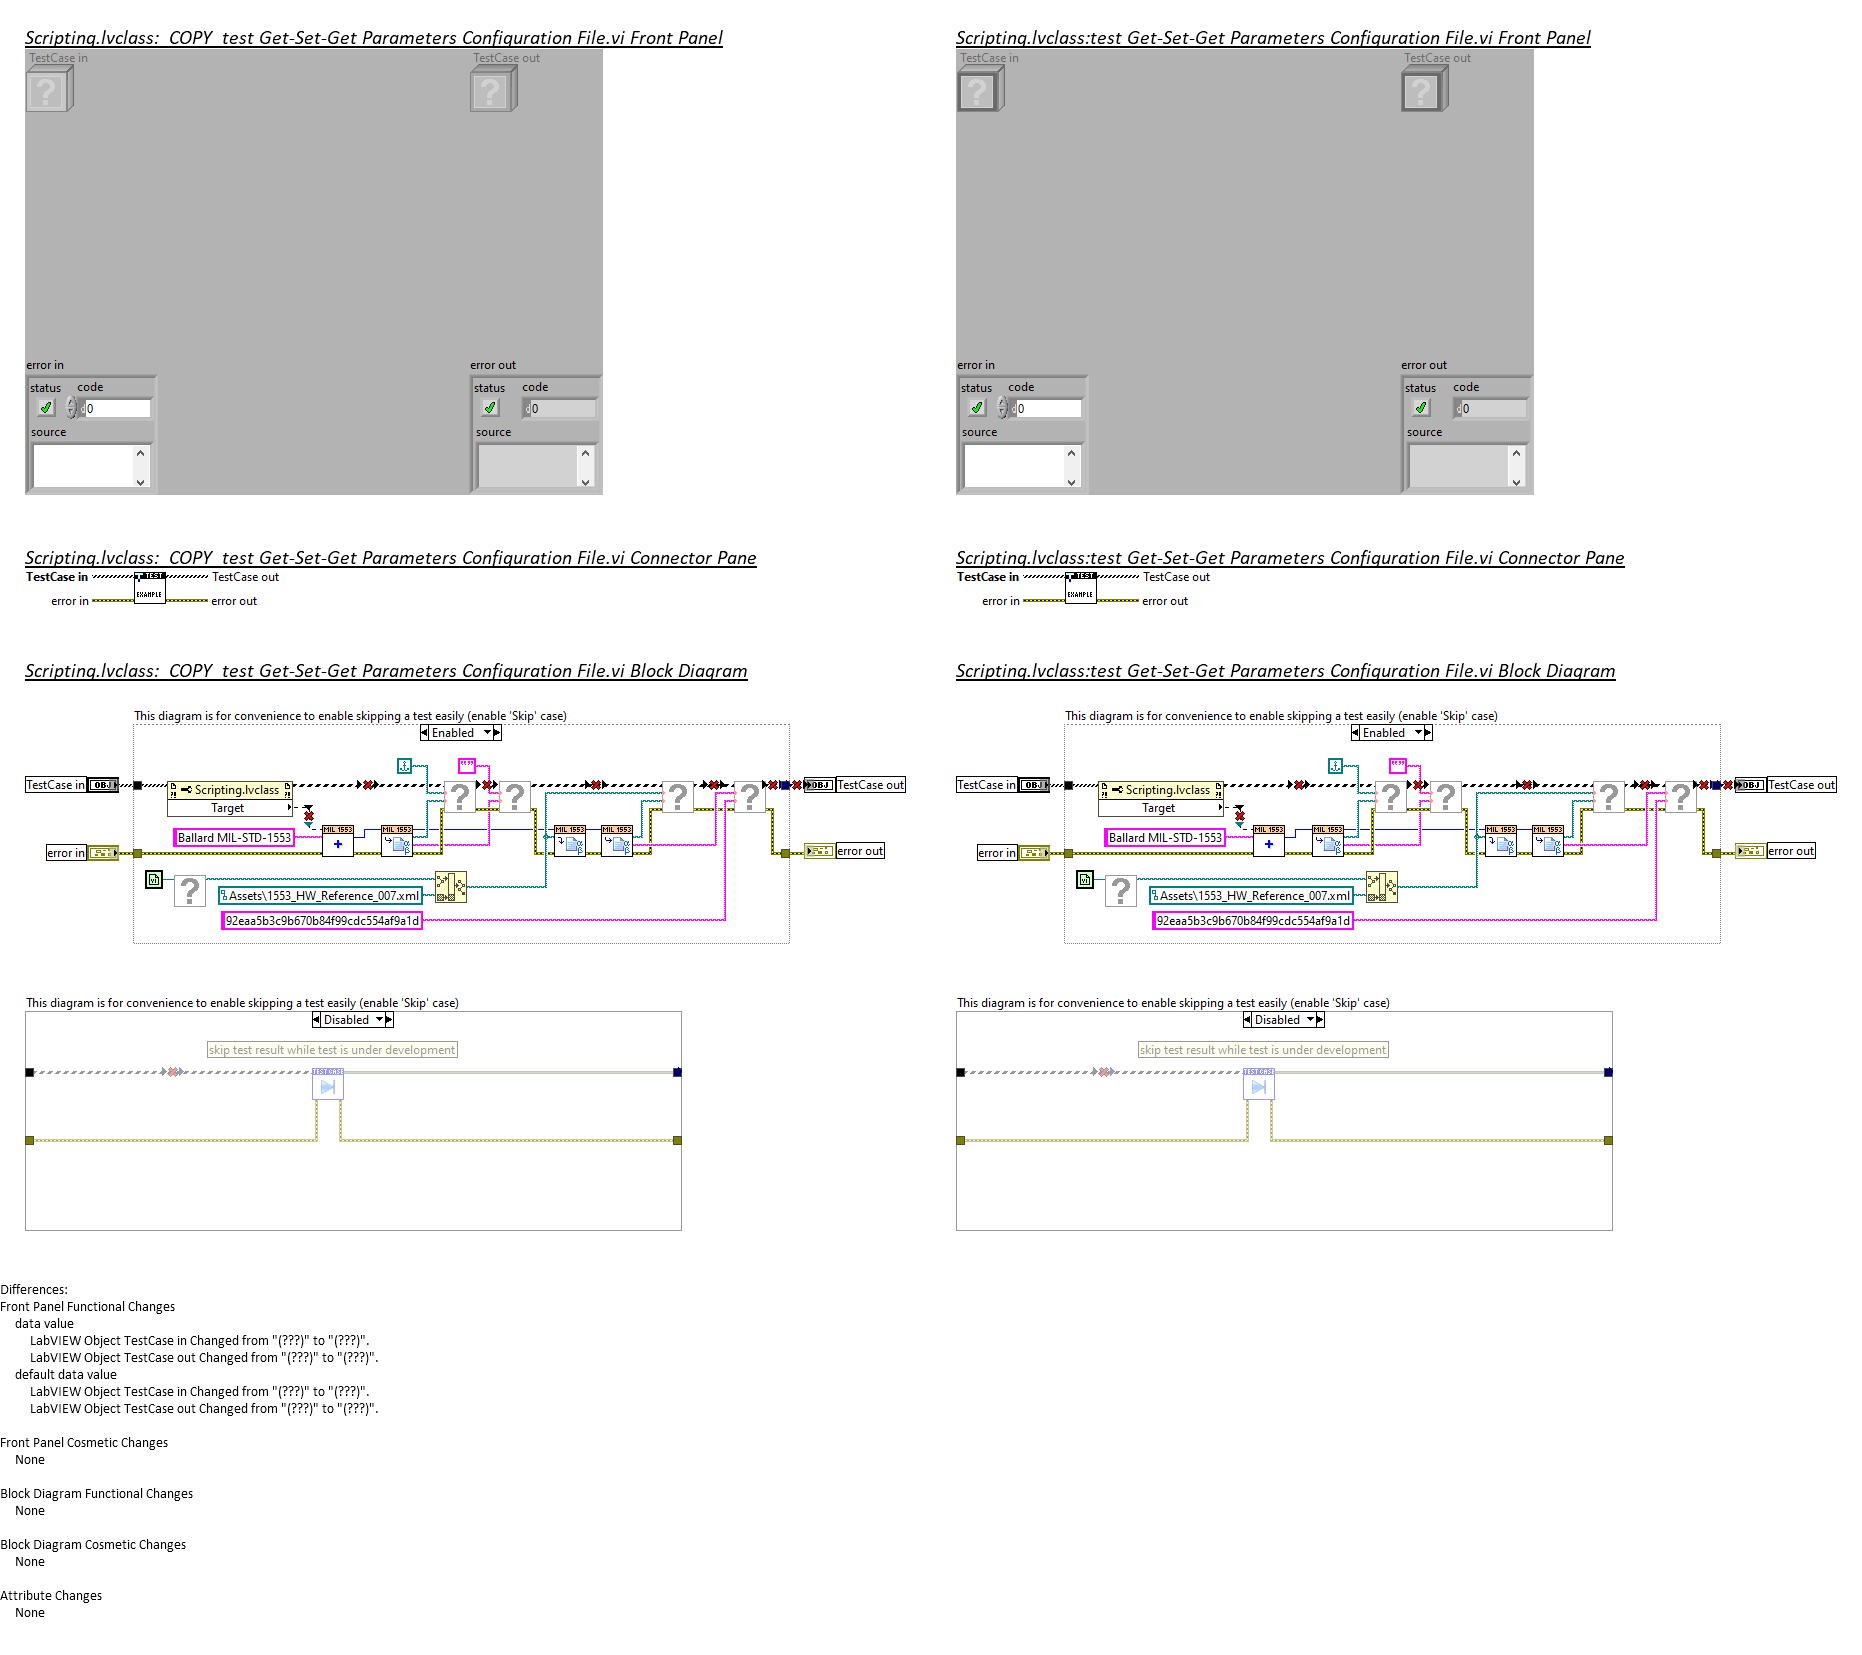 Scripting.lvclass:_COPY_test Get-Set-Get Parameters Configuration File.vi Front Panel
TestCase in
TestCase out
error in
error out
status code
status code
0
0
source
source
Scripting.lvclass:test Get-Set-Get Parameters Configuration File.vi Front Panel
TestCase in
TestCase out
error in
error out
status code
status code
0
0
source
source
Scripting.lvclass:_COPY_test Get-Set-Get Parameters Configuration File.vi Connector Pane
TestCase in TEST TestCase out
EXAMPLE
error in error out
Scripting.lvclass:test Get-Set-Get Parameters Configuration File.vi Connector Pane
TestCase in TEST TestCase out
EXAMPLE
error in error out
Scripting.lvclass:_COPY_test Get-Set-Get Parameters Configuration File.vi Block Diagram
This diagram is for convenience to enable skipping a test easily (enable 'Skip' case)
Enabled
TestCase in OBJ
Scripting.lvclass
Target
OBJ TestCase out
MIL 1553 MIL 1553 MIL 1553 MIL 1553
Ballard MIL-STD-1553
error in
error out
Assets\1553_HW_Reference_007.xml
92eaa5b3c9b670b84f99cdc554af9a1d
Scripting.lvclass:test Get-Set-Get Parameters Configuration File.vi Block Diagram
This diagram is for convenience to enable skipping a test easily (enable 'Skip' case)
Enabled
TestCase in OBJ
Scripting.lvclass
Target
OBJ TestCase out
MIL 1553 MIL 1553 MIL 1553 MIL 1553
Ballard MIL-STD-1553
error in
error out
Assets\1553_HW_Reference_007.xml
92eaa5b3c9b670b84f99cdc554af9a1d
This diagram is for convenience to enable skipping a test easily (enable 'Skip' case)
Disabled
skip test result while test is under development
TEST CASE
This diagram is for convenience to enable skipping a test easily (enable 'Skip' case)
Disabled
skip test result while test is under development
TEST CASE
Differences:
Front Panel Functional Changes
data value
LabVIEW Object TestCase in Changed from "(???)" to "(???)".
LabVIEW Object TestCase out Changed from "(???)" to "(???)".
default data value
LabVIEW Object TestCase in Changed from "(???)" to "(???)".
LabVIEW Object TestCase out Changed from "(???)" to "(???)".
Front Panel Cosmetic Changes
None
Block Diagram Functional Changes
None
Block Diagram Cosmetic Changes
None
Attribute Changes
None